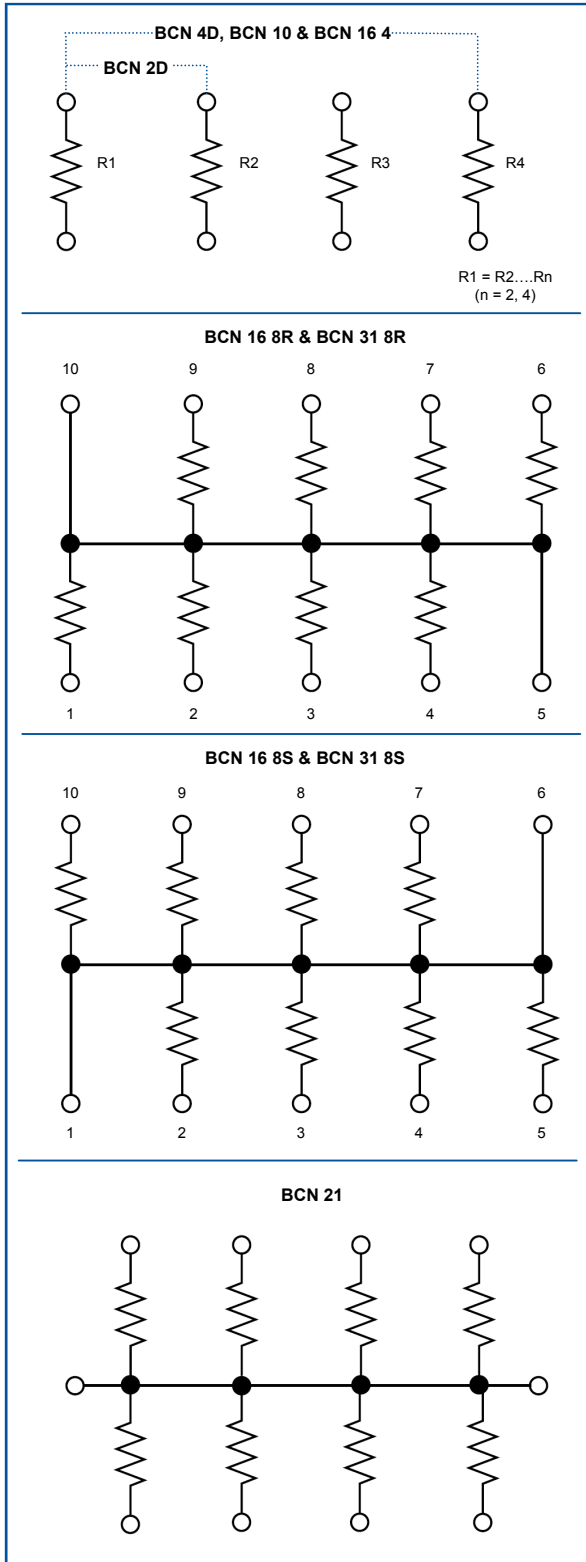 BCN 4D, BCN 10 & BCN 16 4
BCN 2D
R1 R2 R3 R4
R1 = R2....Rn
(n = 2, 4)
BCN 16 8R & BCN 31 8R
10 9 8 7 6
1 2 3 4 5
BCN 16 8S & BCN 31 8S
10 9 8 7 6
1 2 3 4 5
BCN 21